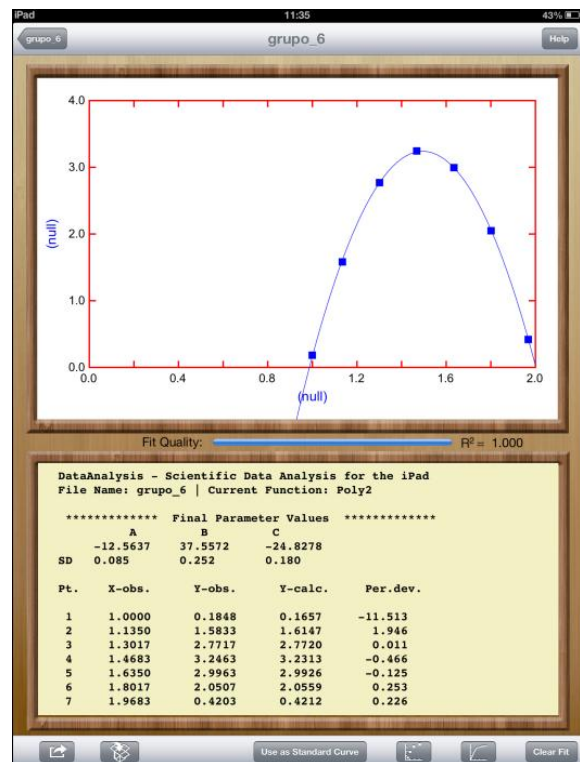 iPad 11:35 43%
grupo_6 grupo_6 Help
4.0
3.0
2.0
1.0
0.0
(null)
0.0 0.4 0.8 1.2 1.6 2.0
(null)
Fit Quality: R² = 1.000
DataAnalysis - Scientific Data Analysis for the iPad
File Name: grupo_6 | Current Function: Poly2
************* Final Parameter Values *************
A B C
-12.5637 37.5572 -24.8278
SD 0.085 0.252 0.180
Pt. X-obs. Y-obs. Y-calc. Per.dev.
1 1.0000 0.1848 0.1657 -11.513
2 1.1350 1.5833 1.6147 1.946
3 1.3017 2.7717 2.7720 0.011
4 1.4683 3.2463 3.2313 -0.466
5 1.6350 2.9963 2.9926 -0.125
6 1.8017 2.0507 2.0559 0.253
7 1.9683 0.4203 0.4212 0.226
Use as Standard Curve Clear Fit